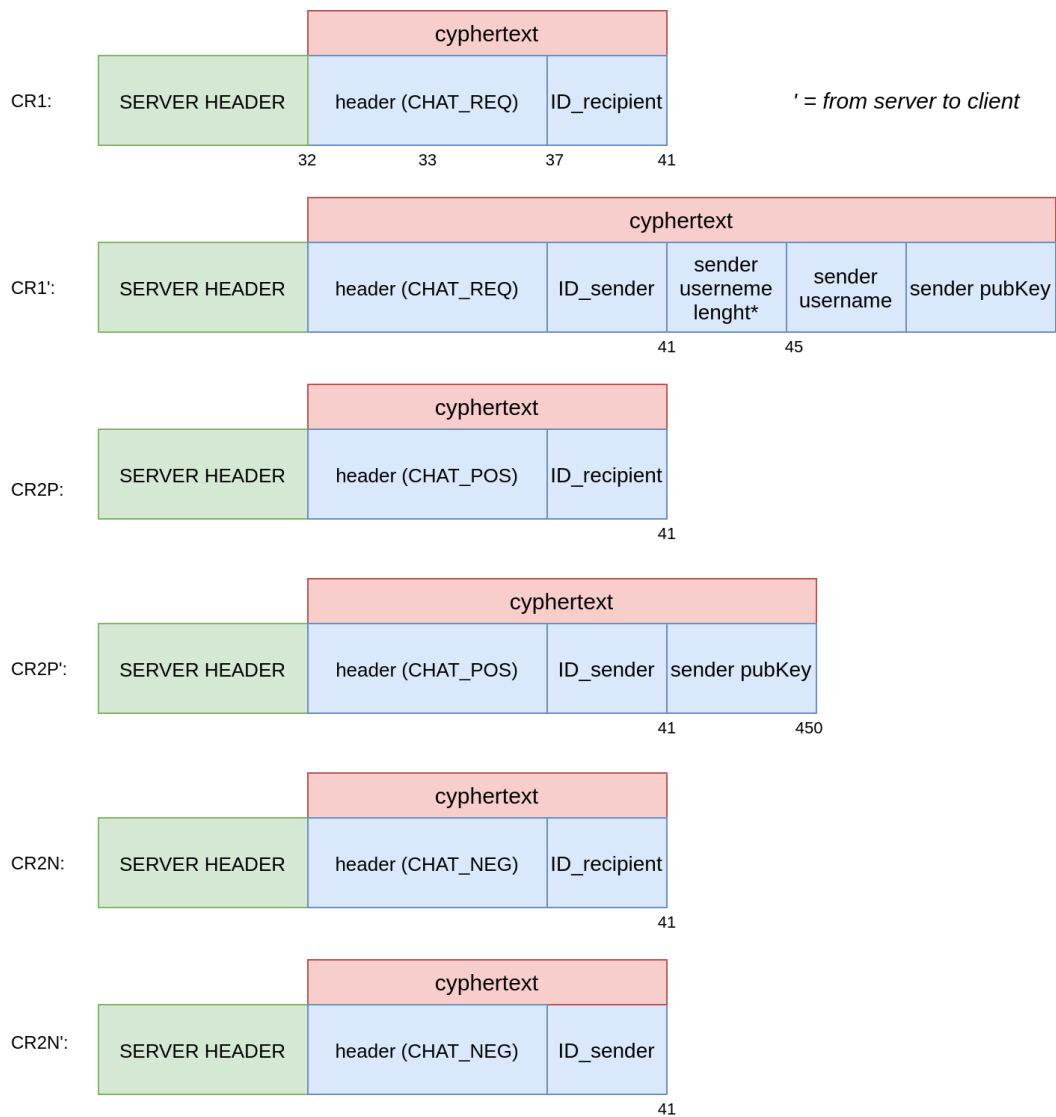 cyphertext
CR1:
SERVER HEADER
header (CHAT_REQ)
ID_recipient
' = from server to client
32
33
37
41
cyphertext
CR1':
SERVER HEADER
header (CHAT_REQ)
ID_sender
sender
userneme
lenght*
sender
username
sender pubKey
41
45
cyphertext
CR2P:
SERVER HEADER
header (CHAT_POS)
ID_recipient
41
cyphertext
CR2P':
SERVER HEADER
header (CHAT_POS)
ID_sender
sender pubKey
41
450
cyphertext
CR2N:
SERVER HEADER
header (CHAT_NEG)
ID_recipient
41
cyphertext
CR2N':
SERVER HEADER
header (CHAT_NEG)
ID_sender
41